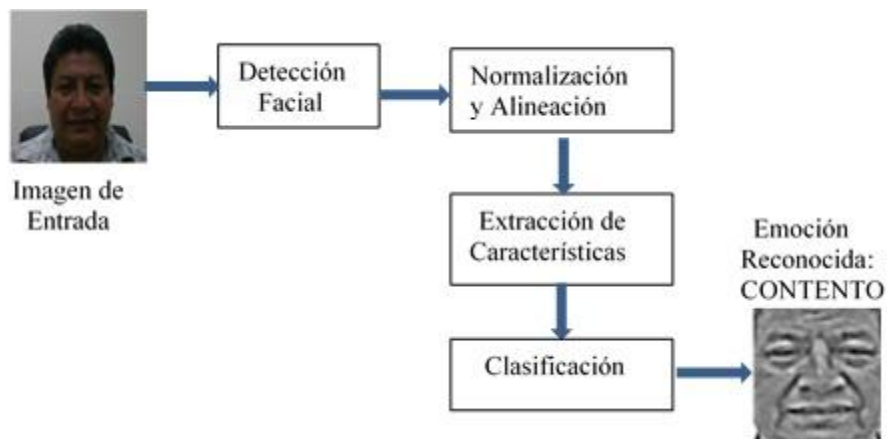 Detección
Facial
Normalización
y Alineación
Imagen de
Entrada
Extracción de
Características
Emoción
Reconocida:
CONTENTO
Clasificación